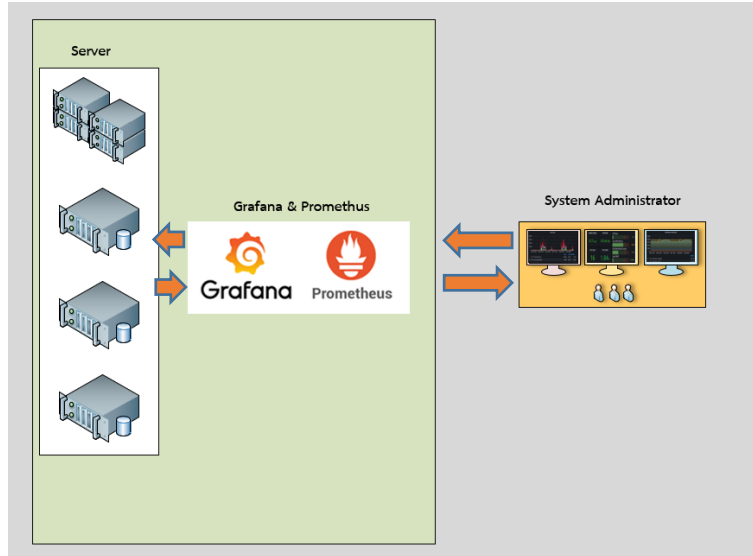 Server
Grafana & Promethus
System Administrator
Grafana
Prometheus